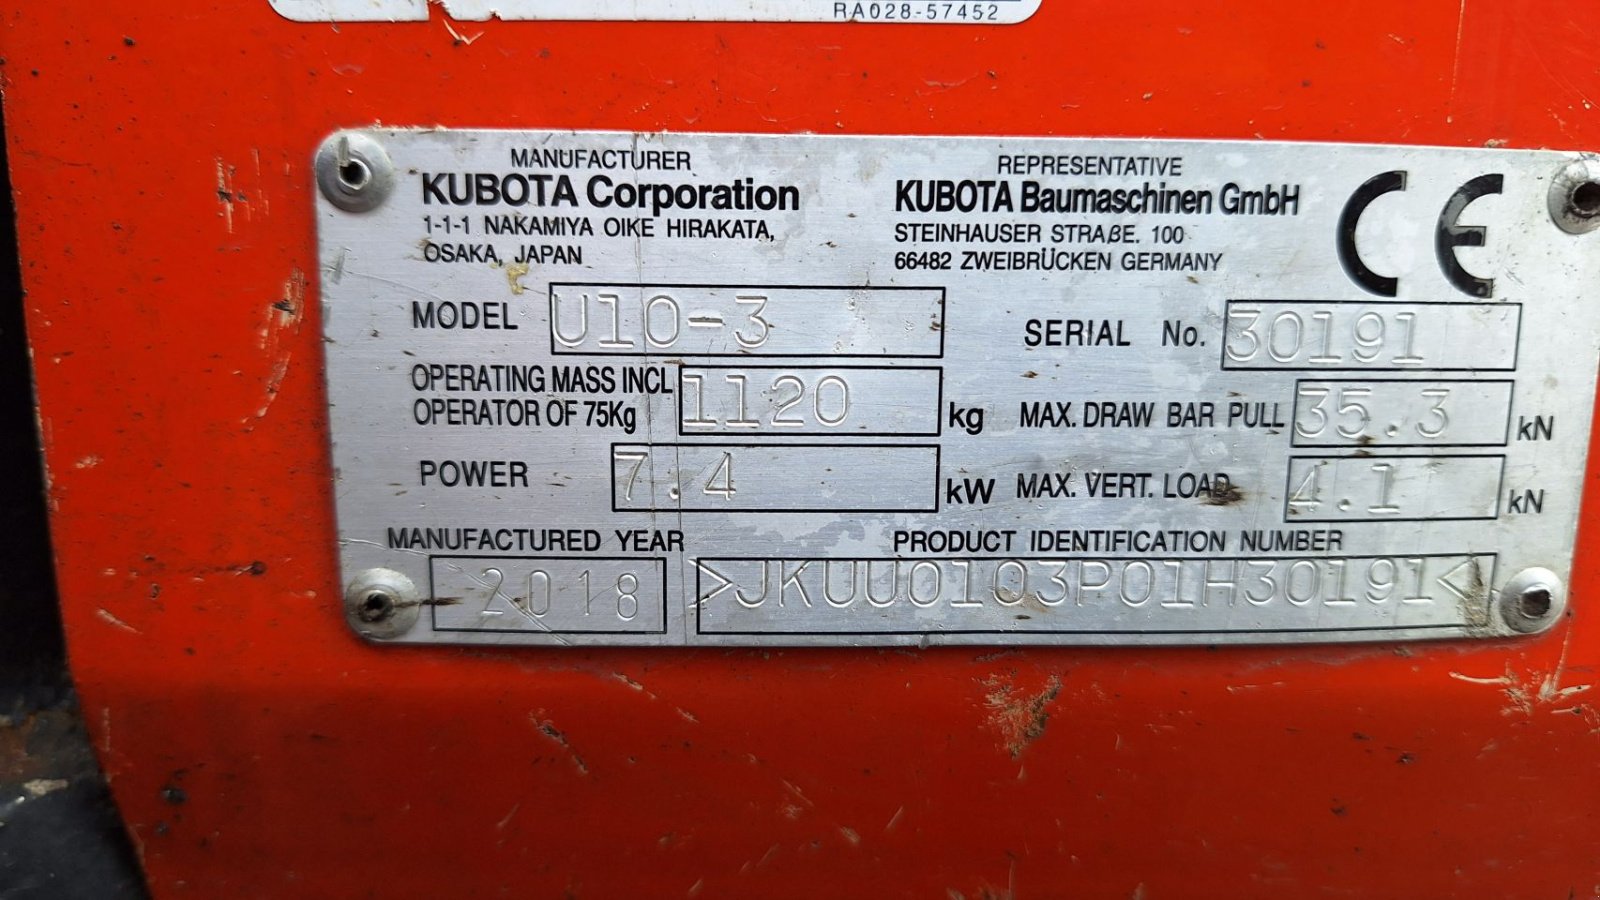 RA028-57452
MANUFACTURER
KUBOTA Corporation
1-1-1 NAKAMIYA OIKE HIRAKATA,
OSAKA, JAPAN
REPRESENTATIVE
KUBOTA Baumaschinen GmbH
STEINHAUSER STRAßE. 100
66482 ZWEIBRÜCKEN GERMANY
CE
MODEL U10-3
SERIAL No. 30191
OPERATING MASS INCL
OPERATOR OF 75Kg 1120 kg
MAX. DRAW BAR PULL 35.3 kN
POWER 7.4 kW
MAX. VERT. LOAD 4.1 kN
MANUFACTURED YEAR
2018
PRODUCT IDENTIFICATION NUMBER
>JKUU0103P01H30191<